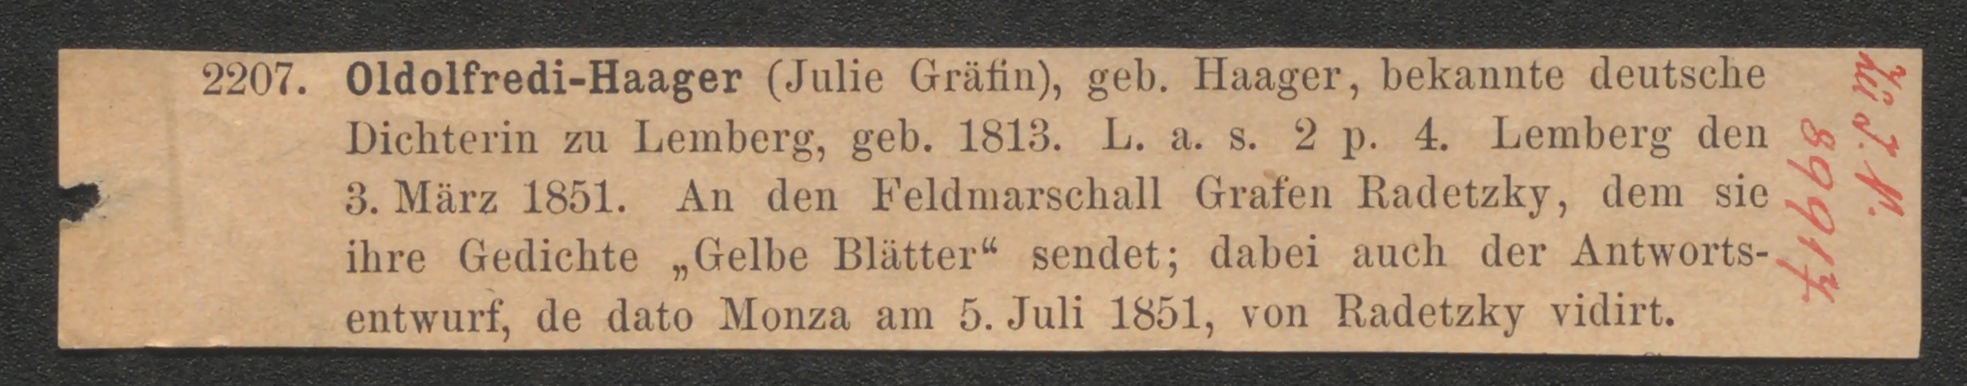 2207. Oldolfredi-Haager (Julie Gräfin), geb. Haager, bekannte deutsche
Dichterin zu Lemberg, geb. 1813. L. a. s. 2 p. 4. Lemberg den
3. März 1851. An den Feldmarschall Grafen Radetzky, dem sie
ihre Gedichte „Gelbe Blätter“ sendet; dabei auch der Antworts-
entwurf, de dato Monza am 5. Juli 1851, von Radetzky vidirt.
J. N.
89917